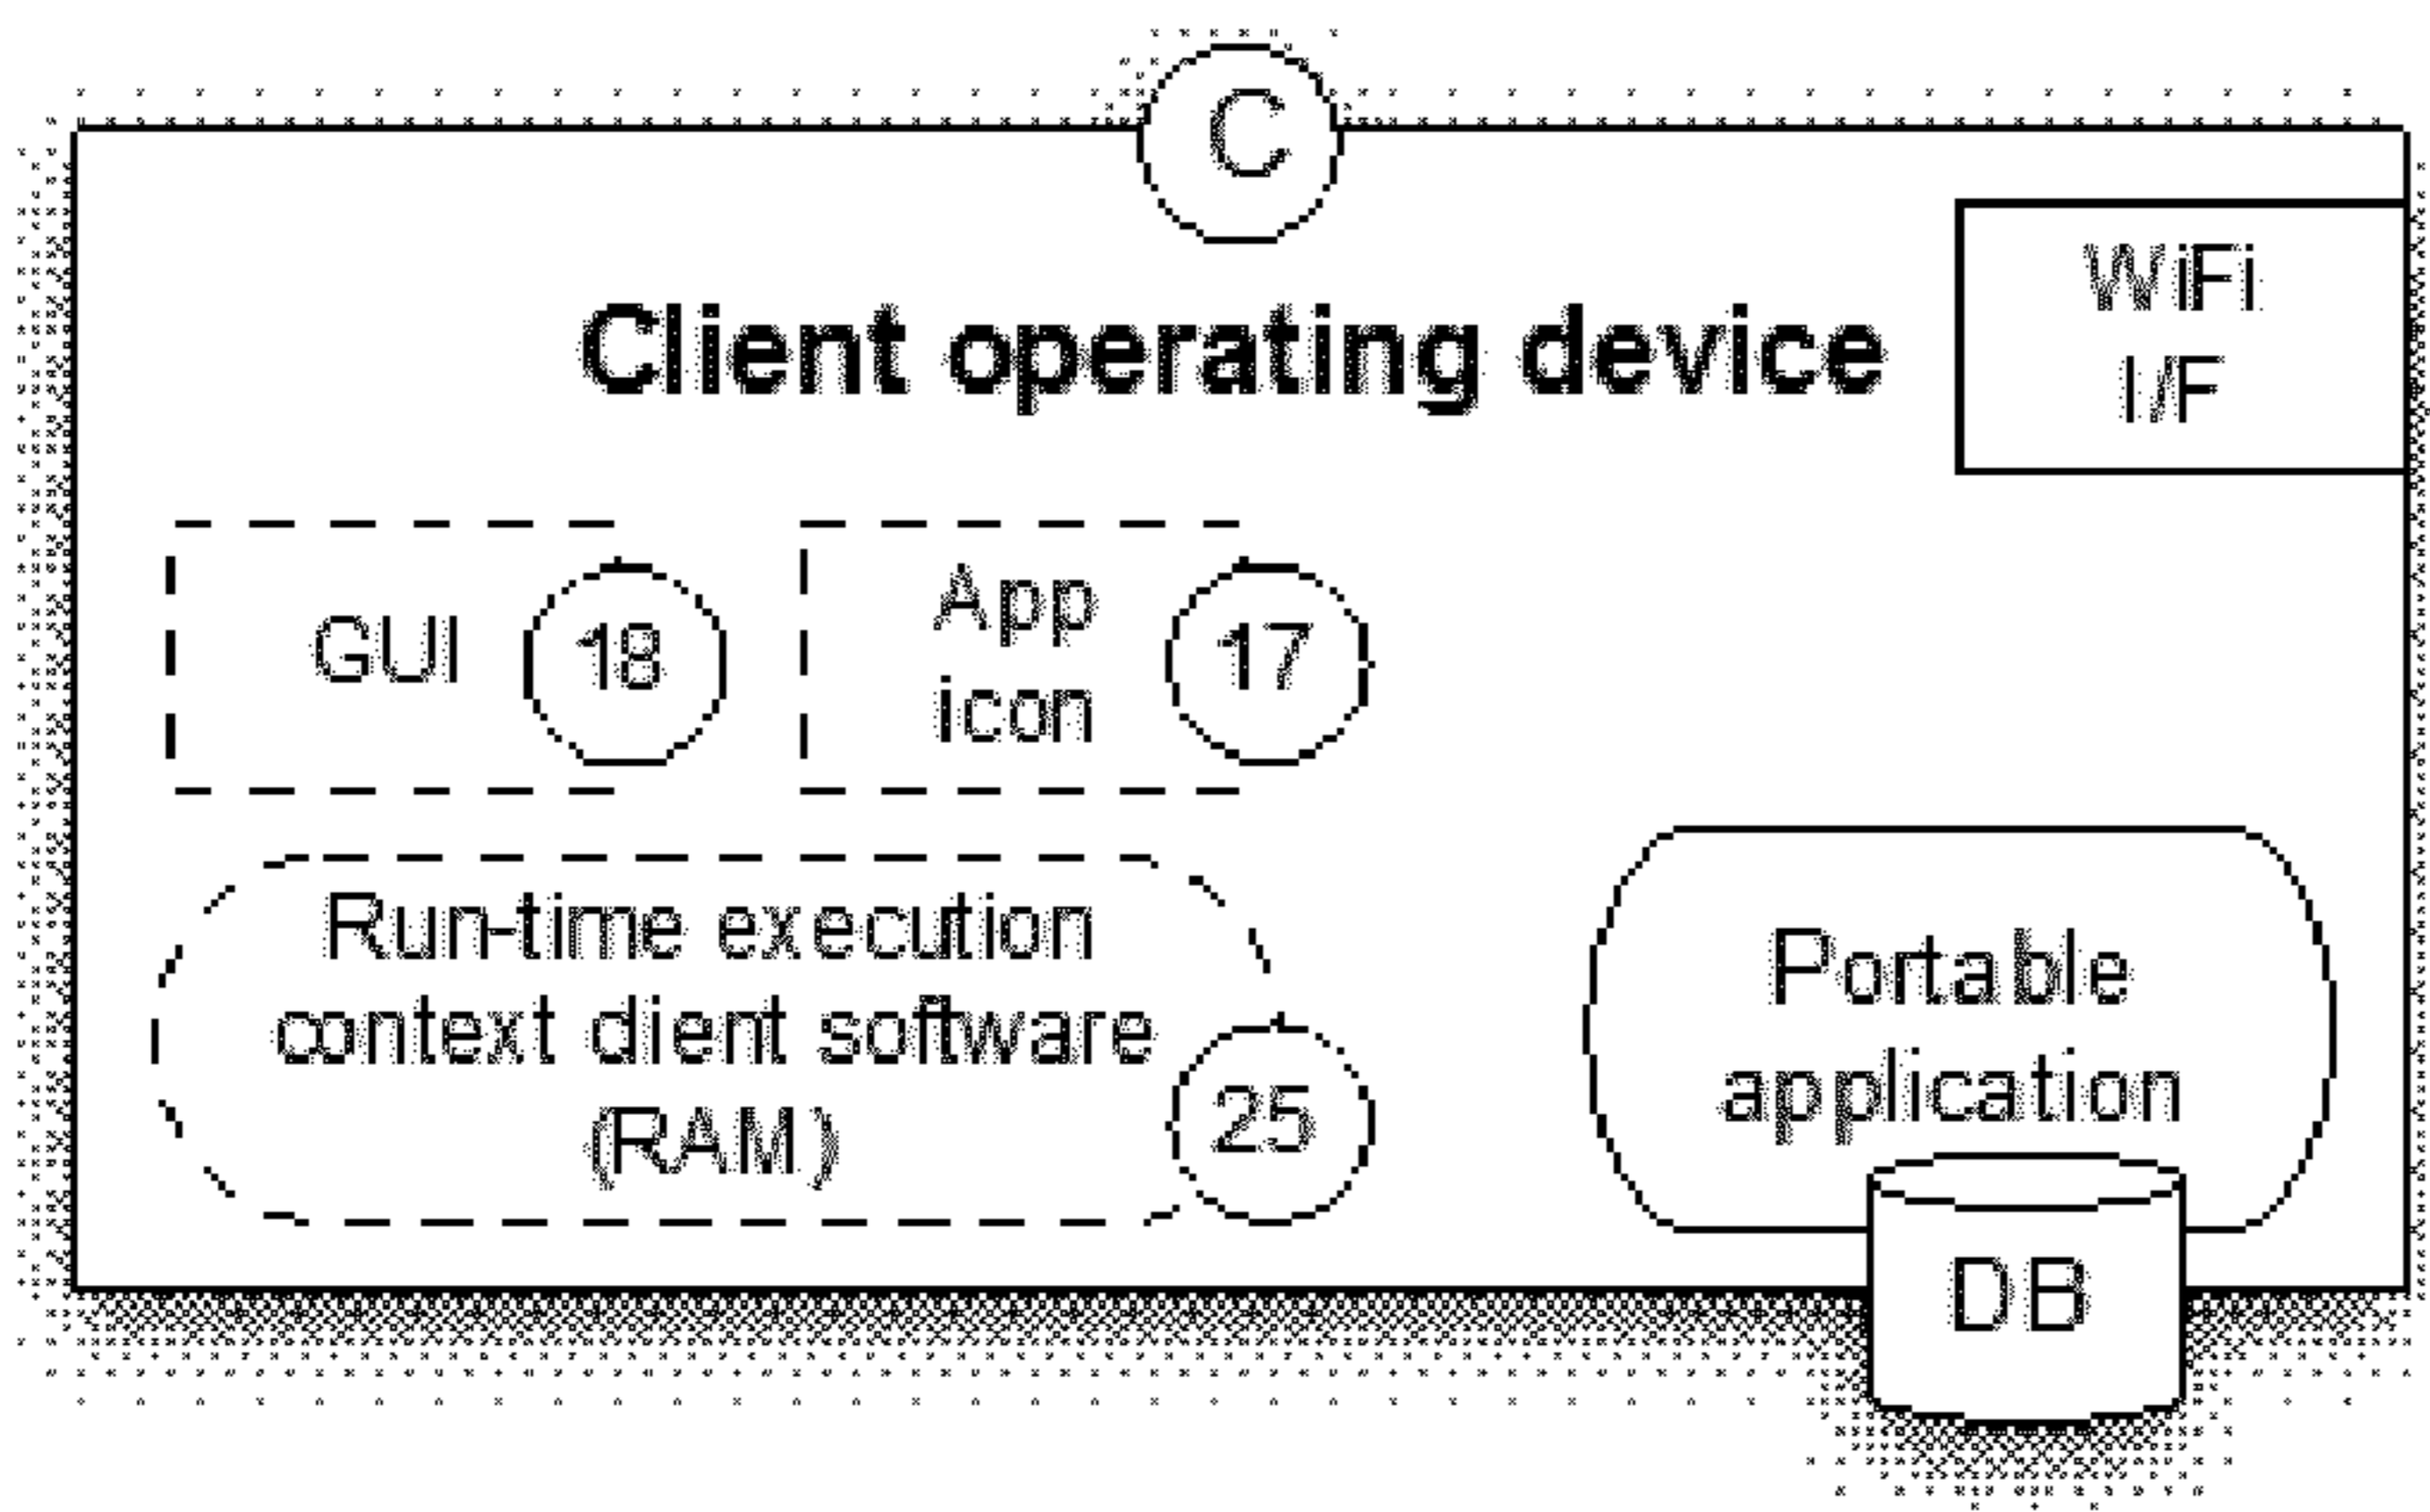 C
Client operating device
WiFi
I/F
GUI
18
App
icon
17
Run-time execution
context client software
(RAM)
25
Portable
application
DB